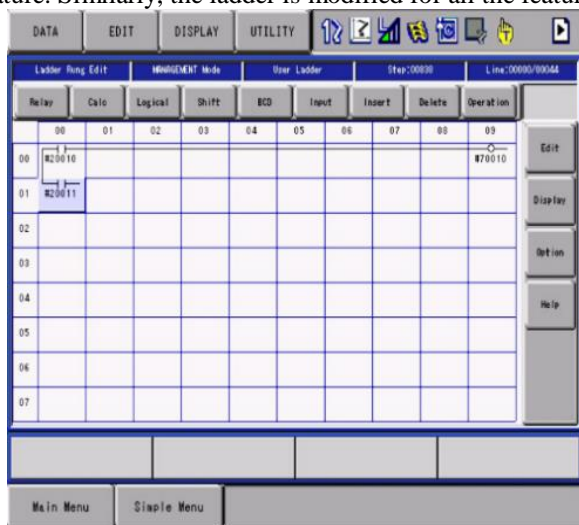 ature. Similarly, the ladder is modified for all the featur
DATA EDIT DISPLAY UTILITY
Ladder Rung Edit MANAGEMENT Mode User Ladder Step:00030 Line:00000/00044
Relay Calc Logical Shift BCD Input Insert Delete Operation
00 01 02 03 04 05 06 07 08 09
00 #20010 #70010 Edit
01 #20011 Display
02
03 Option
04 Help
05
06
07
Main Menu Simple Menu